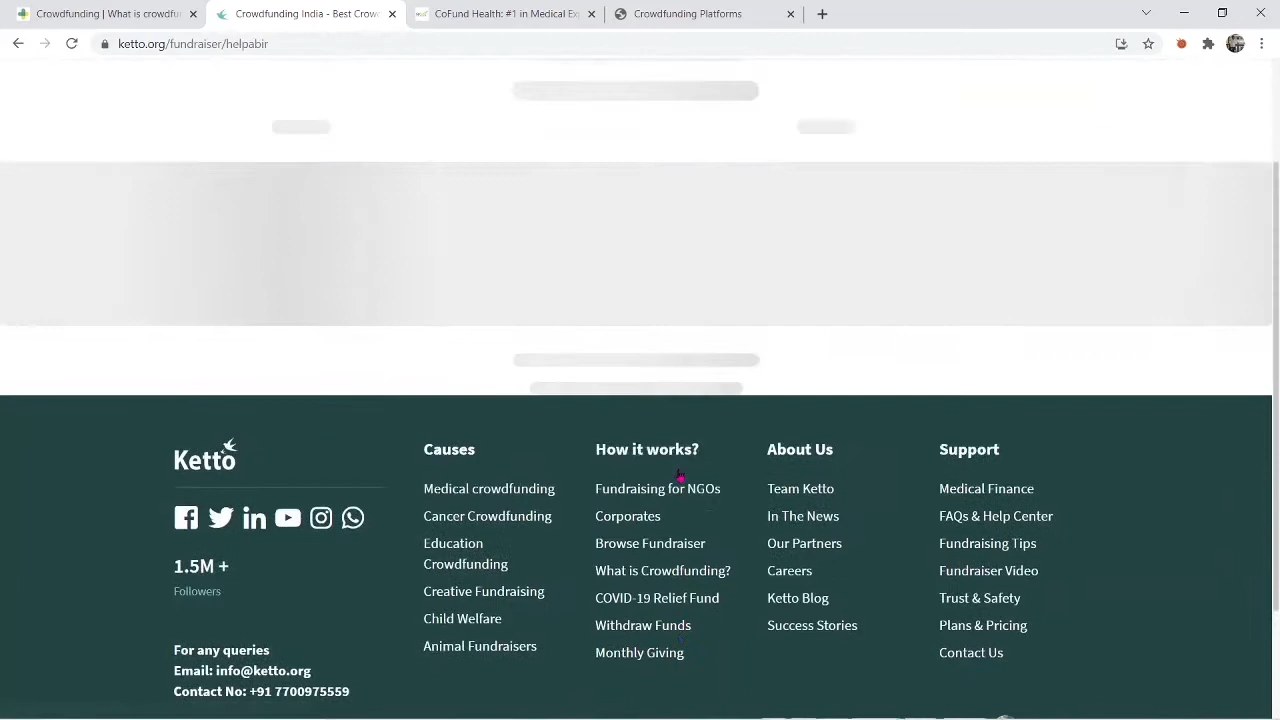 Crowdfunding | What is crowdfu
Crowdfunding India - Best Crow
CoFund Health: #1 in Medical Ex
Crowdfunding Platforms
ketto.org/fundraiser/helpabir
Ketto
1.5M +
Followers
For any queries
Email: info@ketto.org
Contact No: +91 7700975559
Causes
Medical crowdfunding
Cancer Crowdfunding
Education
Crowdfunding
Creative Fundraising
Child Welfare
Animal Fundraisers
How it works?
Fundraising for NGOs
Corporates
Browse Fundraiser
What is Crowdfunding?
COVID-19 Relief Fund
Withdraw Funds
Monthly Giving
About Us
Team Ketto
In The News
Our Partners
Careers
Ketto Blog
Success Stories
Support
Medical Finance
FAQs & Help Center
Fundraising Tips
Fundraiser Video
Trust & Safety
Plans & Pricing
Contact Us